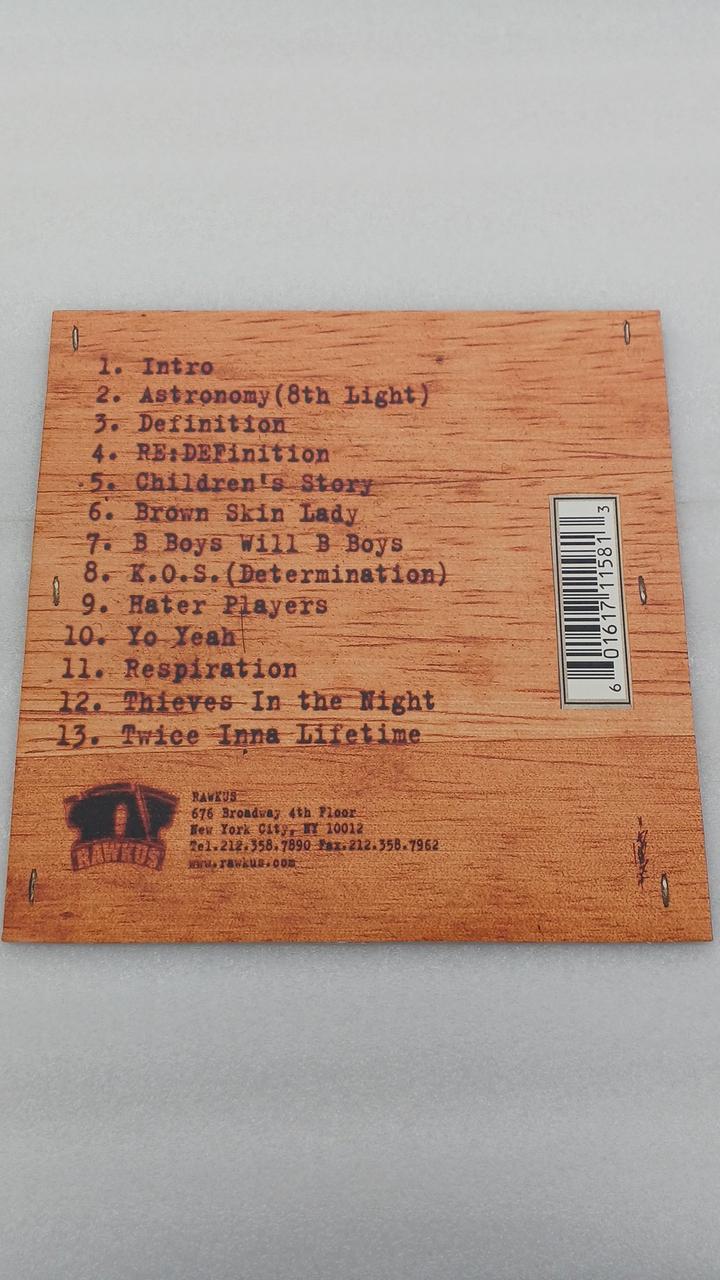 1. Intro
2. Astronomy(8th Light)
3. Definition
4. RE:DEFinition
5. Children's Story
6. Brown Skin Lady
7. B Boys Will B Boys
8. K.O.S.(Determination)
9. Hater Players
10. Yo Yeah
11. Respiration
12. Thieves In the Night
13. Twice Inna Lifetime
6 01617 11581 3
RAWKUS
RAWKUS
676 Broadway 4th Floor
New York City, NY 10012
Tel.212.358.7890 Fax.212.358.7962
www.rawkus.com